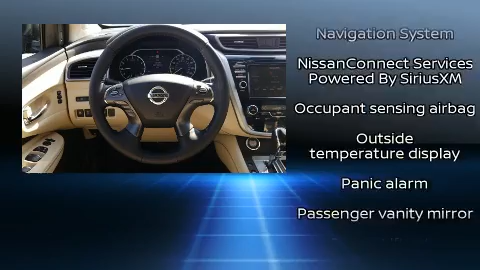 Navigation System
NissanConnect Services
Powered By SiriusXM
Occupant sensing airbag
Outside
temperature display
Panic alarm
Passenger vanity mirror